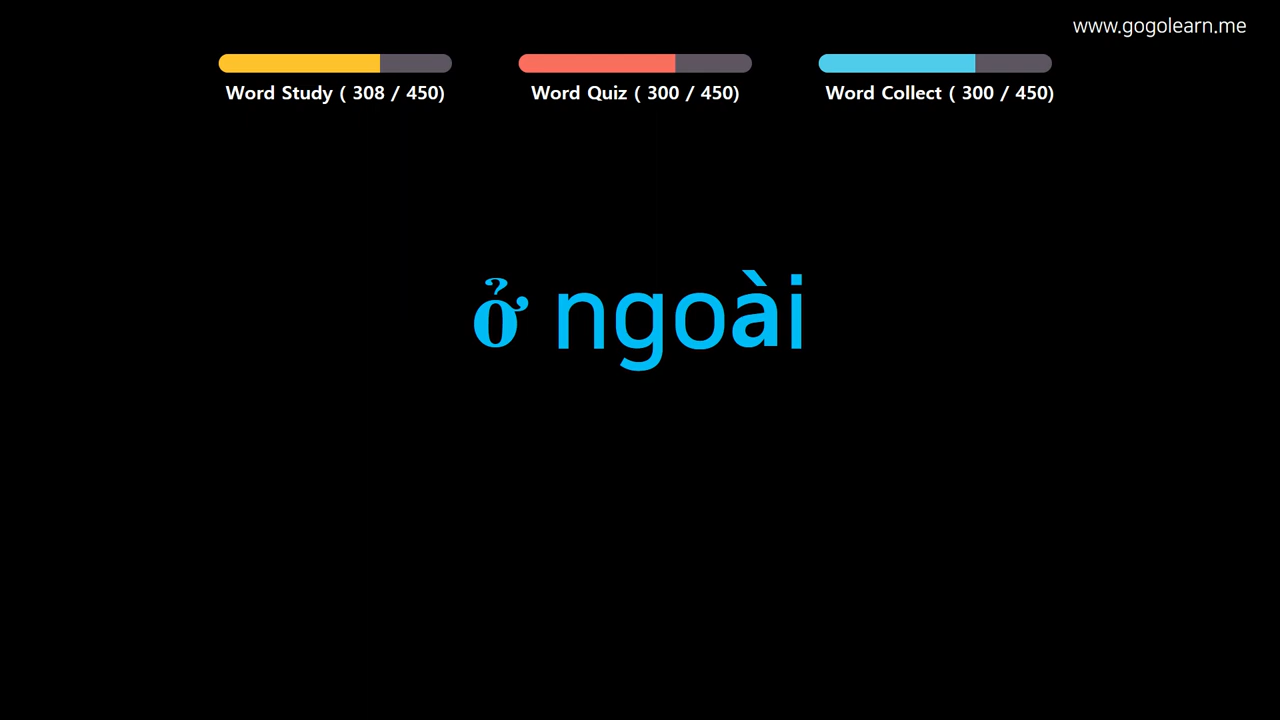 www.gogolearn.me
Word Study ( 308 / 450)
Word Quiz ( 300 / 450)
Word Collect ( 300 / 450)
ở ngoài